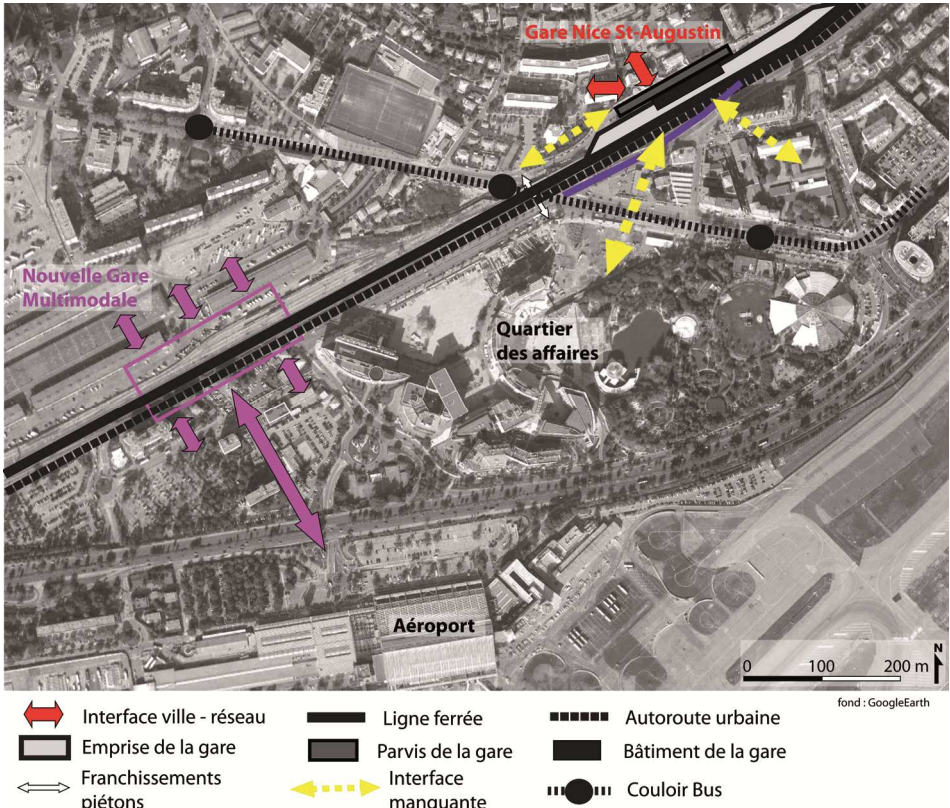 Gare Nice St-Augustin
Nouvelle Gare
Multimodale
Quartier
des affaires
Aéroport
0 100 200 m
N
fond : GoogleEarth
Interface ville - réseau
Ligne ferrée
Autoroute urbaine
Emprise de la gare
Parvis de la gare
Bâtiment de la gare
Franchissements
piétons
Interface
manquante
Couloir Bus